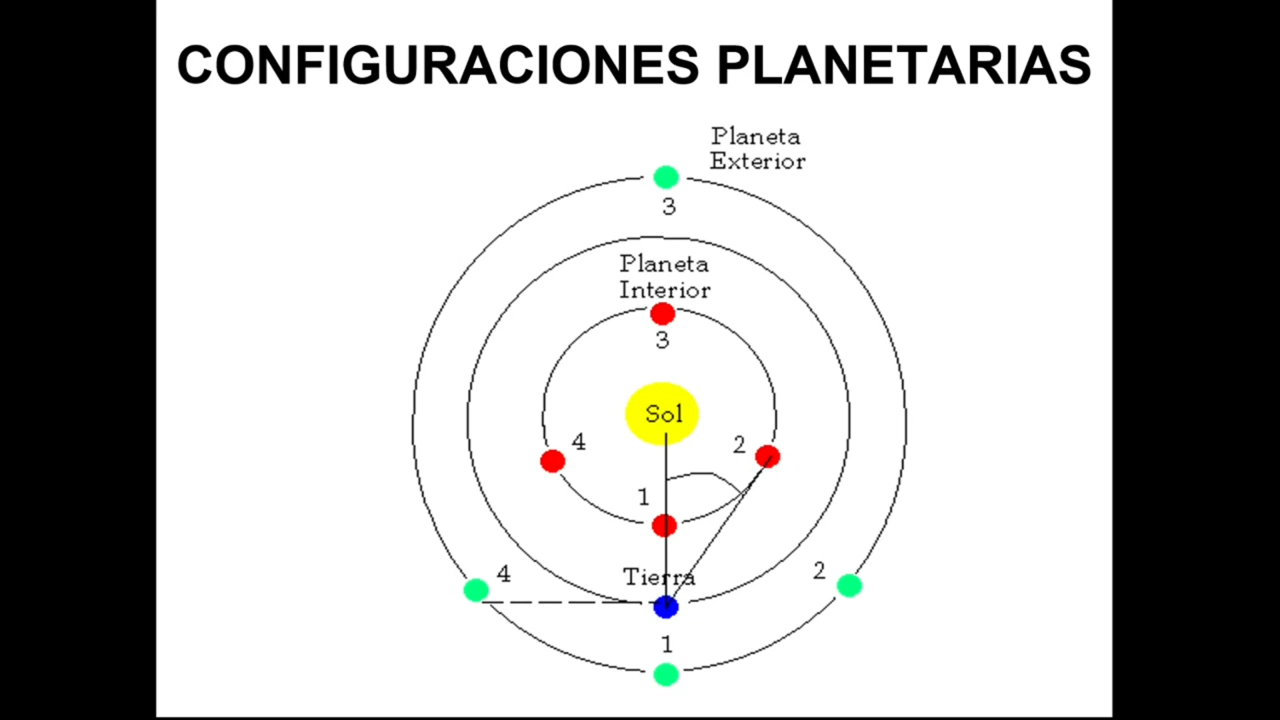 CONFIGURACIONES PLANETARIAS
Planeta
Exterior
3
Planeta
Interior
3
Sol
4
2
1
4
Tierra
2
1